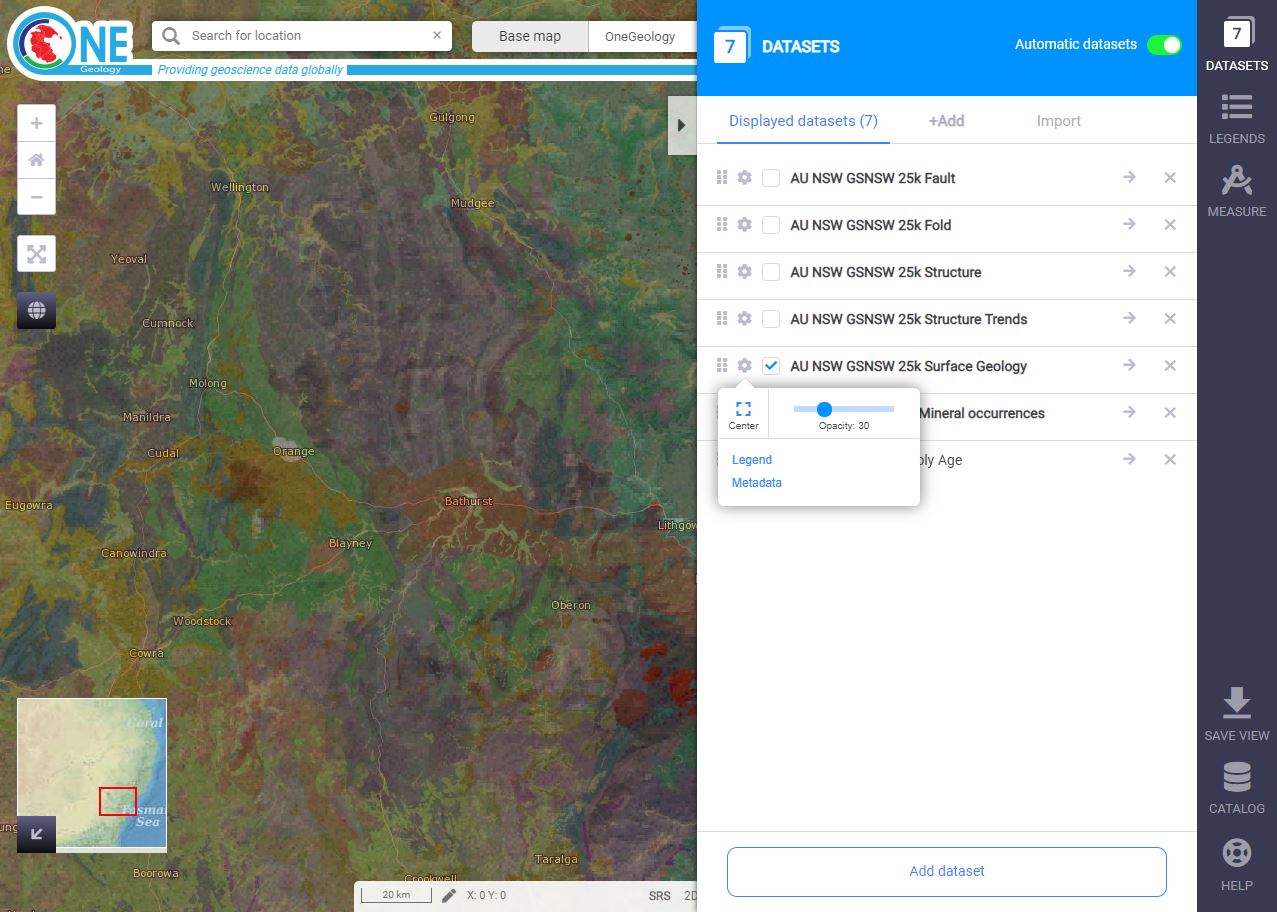 ONE
Geology
Providing geoscience data globally
Search for location
×
Base map
OneGeology
7
DATASETS
Automatic datasets
Displayed datasets (7)
+Add
Import
AU NSW GSNSW 25k Fault
AU NSW GSNSW 25k Fold
AU NSW GSNSW 25k Structure
AU NSW GSNSW 25k Structure Trends
AU NSW GSNSW 25k Surface Geology
Mineral occurrences
Age
Center
Opacity: 30
Legend
Metadata
Add dataset
7
DATASETS
LEGENDS
MEASURE
SAVE VIEW
CATALOG
HELP
+
−
Gulgong
Wellington
Mudgee
Yeoval
Cumnock
Molong
Manildra
Cudal
Orange
Eugowra
Bathurst
Lithgow
Blayney
Canowindra
Oberon
Woodstock
Cowra
Coral
Tasman
Sea
Boorowa
Taralga
Crookwell
20 km
X: 0 Y: 0
SRS
2D